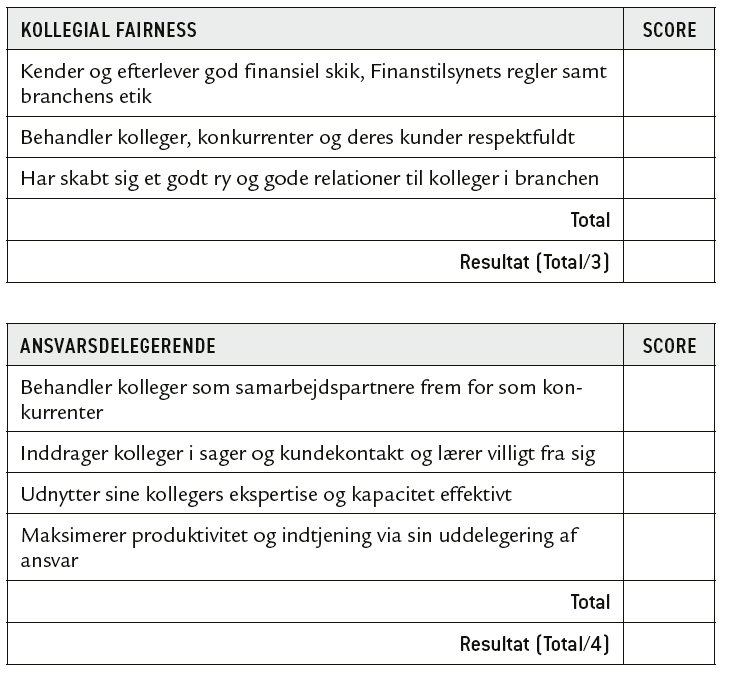 KOLLEGIAL FAIRNESS SCORE
Kender og efterlever god finansiel skik, Finanstilsynets regler samt
branchens etik
Behandler kolleger, konkurrenter og deres kunder respektfuldt
Har skabt sig et godt ry og gode relationer til kolleger i branchen
Total
Resultat (Total/3)
ANSVARSDELEGERENDE SCORE
Behandler kolleger som samarbejdspartnere frem for som kon-
kurrenter
Inddrager kolleger i sager og kundekontakt og lærer villigt fra sig
Udnytter sine kollegers ekspertise og kapacitet effektivt
Maksimerer produktivitet og indtjening via sin uddelegering af
ansvar
Total
Resultat (Total/4)